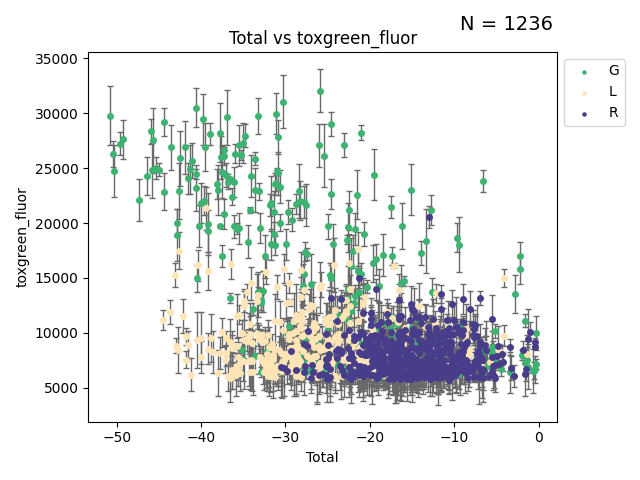 N = 1236
Total vs toxgreen_fluor
35000
30000
25000
20000
15000
10000
5000
toxgreen_fluor
−50 −40 −30 −20 −10 0
Total
G
L
R